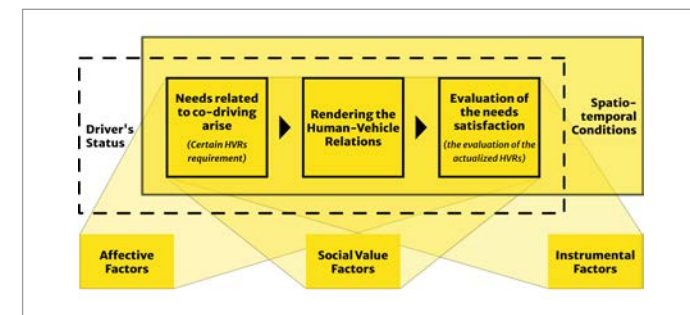 Driver's
Status
Needs related
to co-driving
arise
(Certain HVRs
requirement)
Rendering the
Human-Vehicle
Relations
Evaluation of
the needs
satisfaction
(the evaluation of the
actualized HVRs)
Spatio-
temporal
Conditions
Affective
Factors
Social Value
Factors
Instrumental
Factors